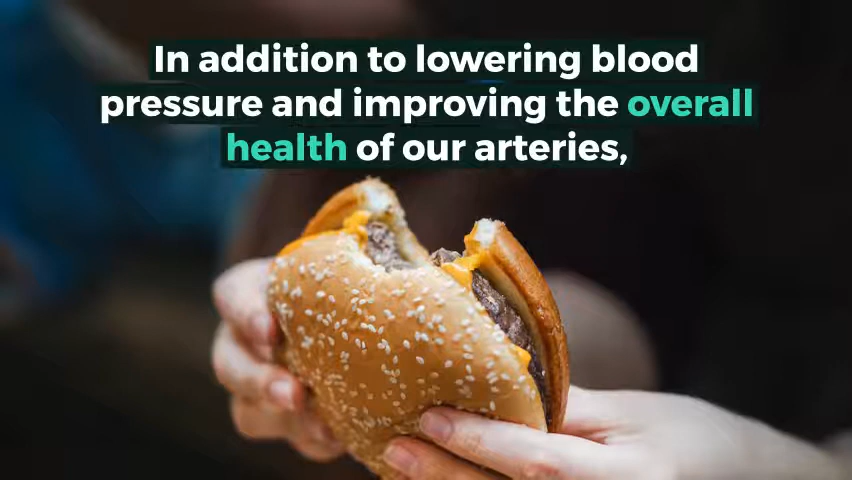 In addition to lowering blood
pressure and improving the overall
health of our arteries,